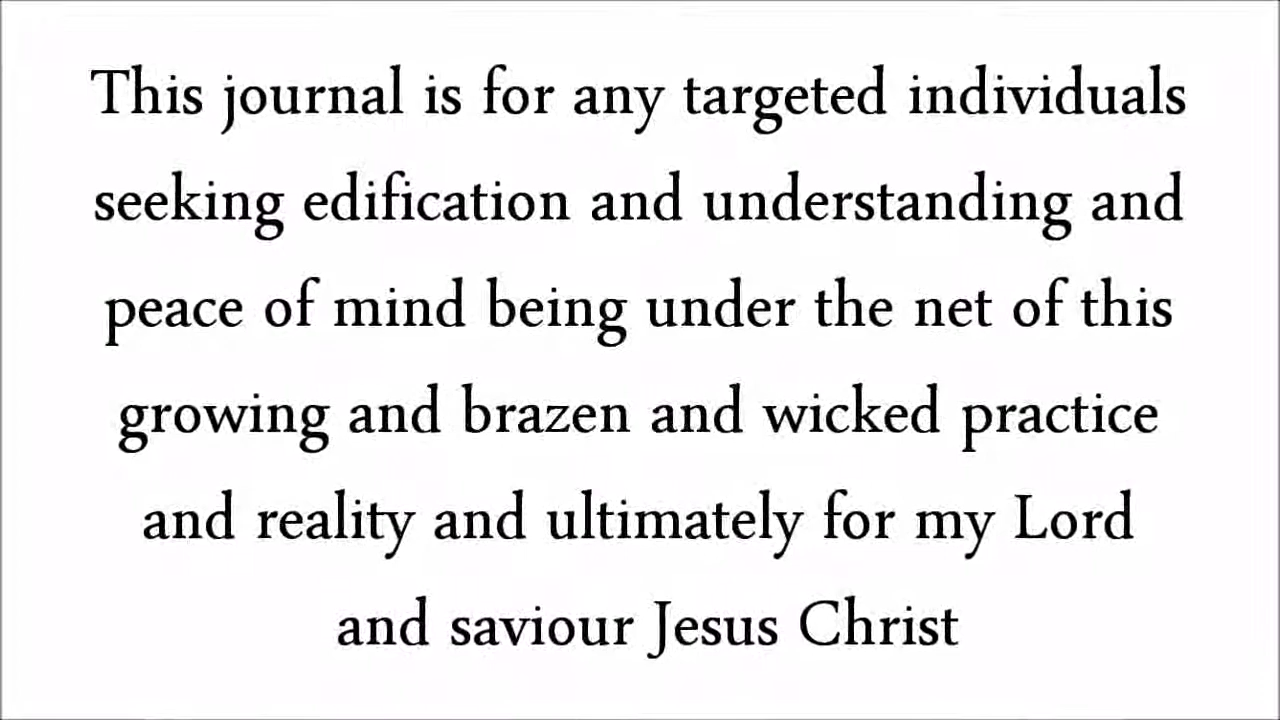 This journal is for any targeted individuals
seeking edification and understanding and
peace of mind being under the net of this
growing and brazen and wicked practice
and reality and ultimately for my Lord
and saviour Jesus Christ